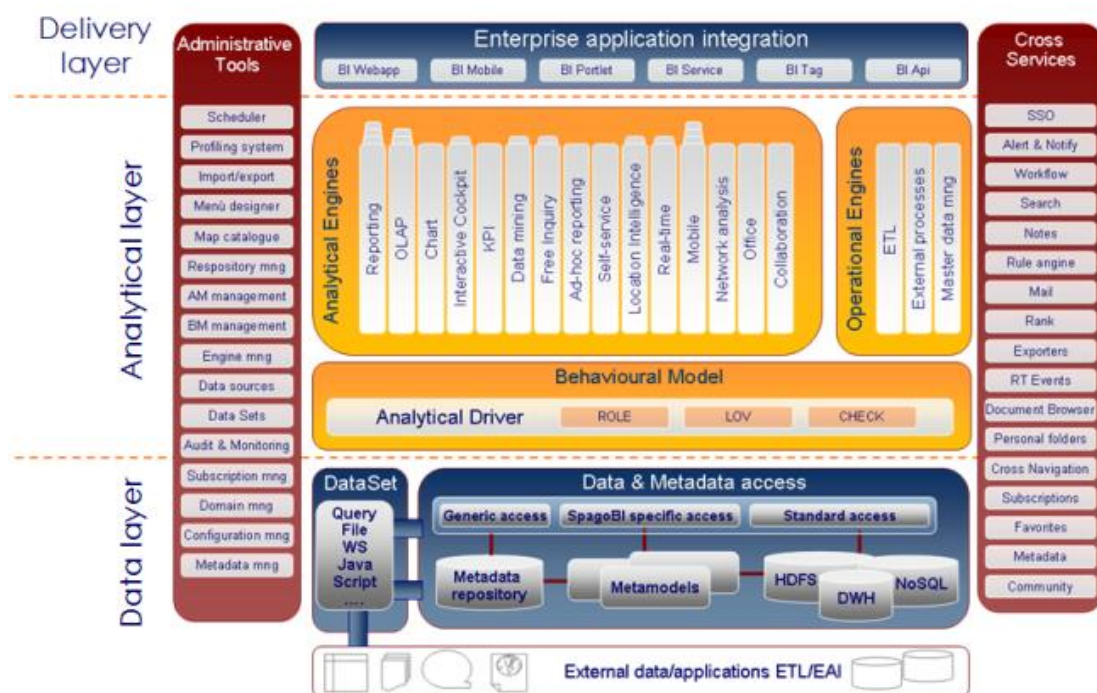 Delivery
layer
Administrative
Tools
Scheduler
Profiling system
Import/export
Menù designer
Map catalogue
Respository mng
AM management
BM management
Engine mng
Data sources
Data Sets
Audit & Monitoring
Subscription mng
Domain mng
Configuration mng
Metadata mng
Enterprise application integration
BI Webapp
BI Mobile
BI Portlet
BI Service
BI Tag
BI Api
Cross
Services
SSO
Alert & Notify
Workflow
Search
Notes
Rule angine
Mail
Rank
Exporters
RT Events
Document Browser
Personal folders
Cross Navigation
Subscriptions
Favorites
Metadata
Community
Analytical layer
Analytical Engines
Reporting
OLAP
Chart
Interactive Cockpit
KPI
Data mining
Free Inqury
Ad-hoc reporting
Self-service
Location Intelligence
Real-time
Mobile
Network analysis
Office
Collaboration
Operational Engines
ETL
External processes
Master data mng
Behavioural Model
Analytical Driver
ROLE
LOV
CHECK
Data layer
DataSet
Query
File
WS
Java
Script
....
Data & Metadata access
Generic access
SpagoBI specific access
Standard access
Metadata
repository
Metamodels
HDFS
DWH
NoSQL
External data/applications ETL/EAI